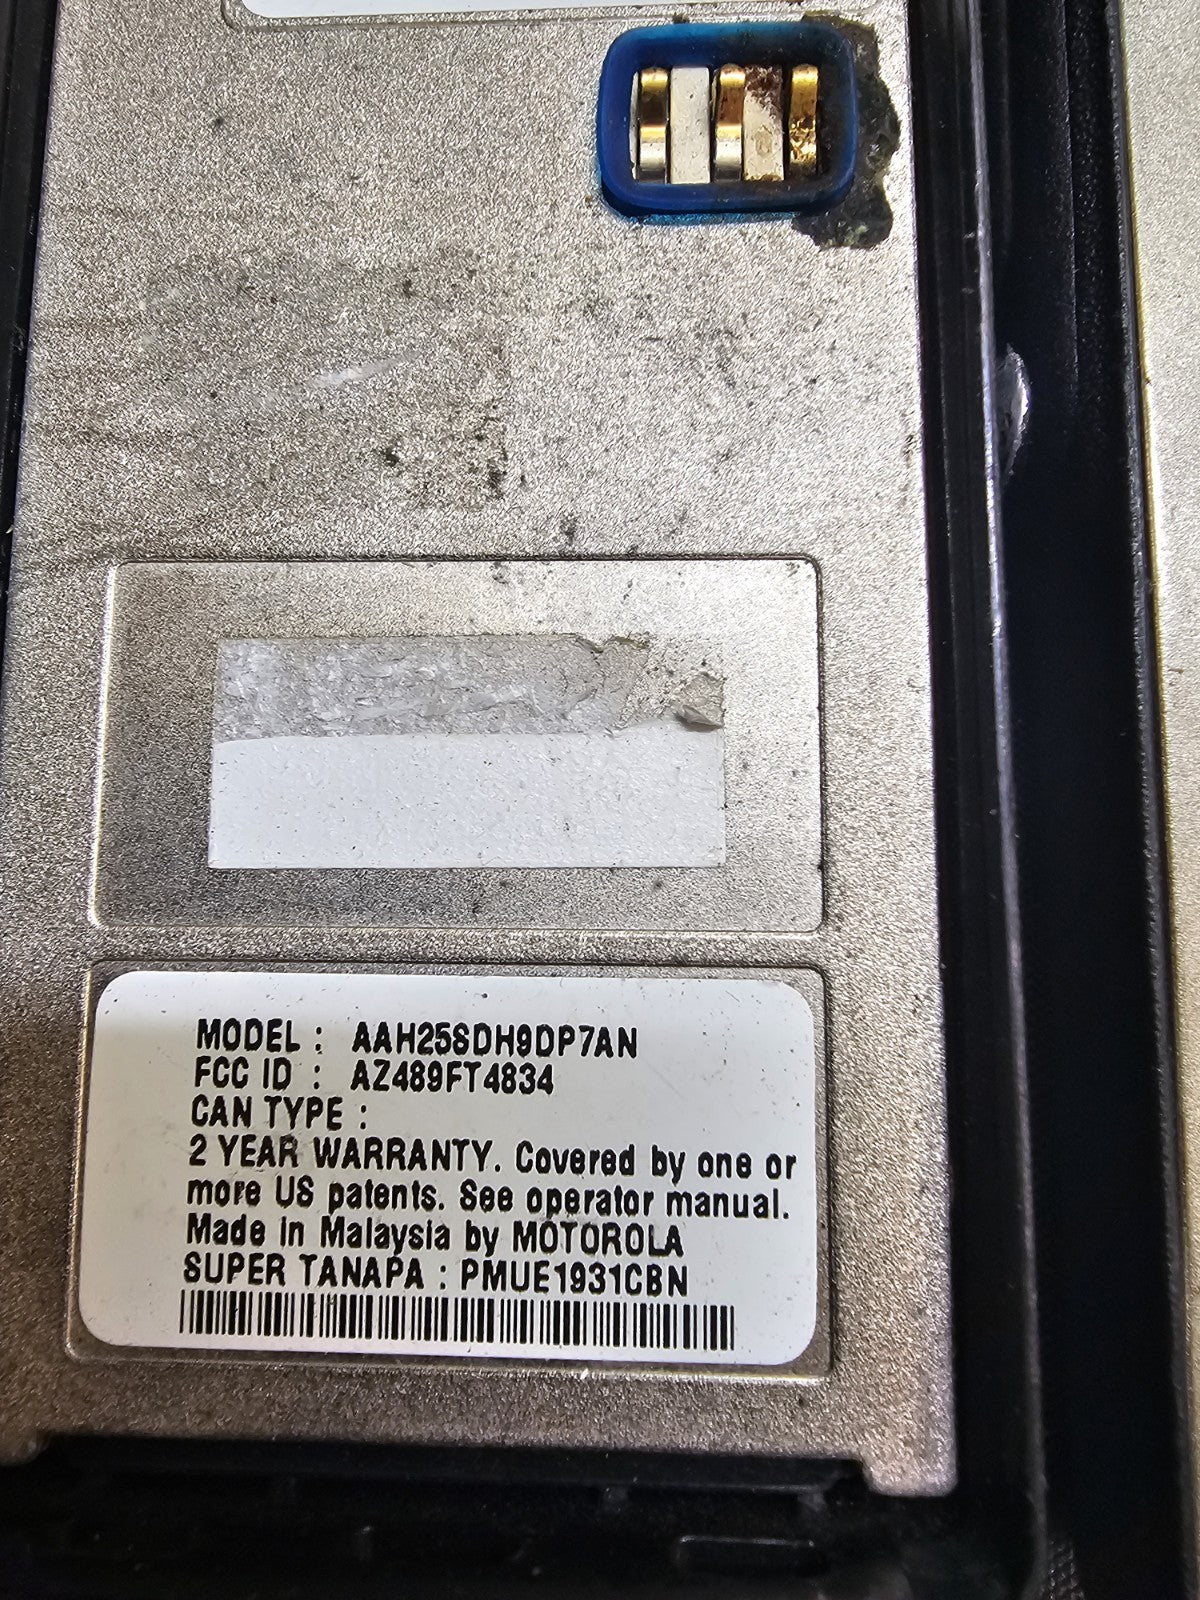 MODEL : AAH25SDH9DP7AN
FCC ID : AZ489FT4834
CAN TYPE :
2 YEAR WARRANTY. Covered by one or
more US patents. See operator manual.
Made in Malaysia by MOTOROLA
SUPER TANAPA : PMUE1931CBN